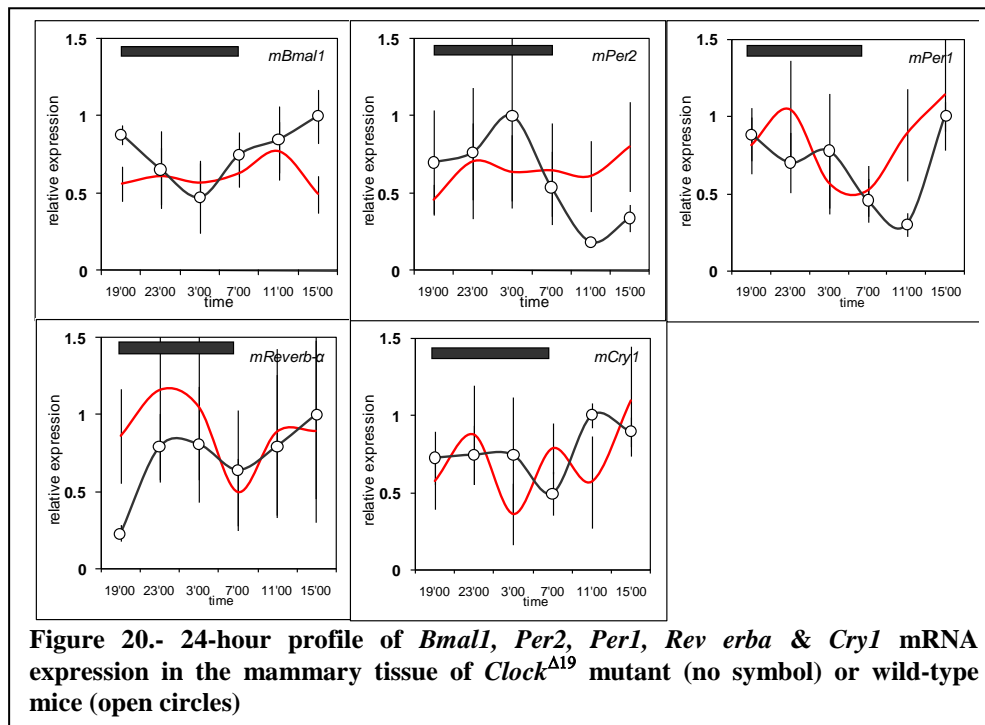 mBmal1
1.5
1
0.5
0
relative expression
19'00 23'00 3'00 7'00 11'00 15'00
time
mPer2
1.5
1
0.5
0
relative expression
19'00 23'00 3'00 7'00 11'00 15'00
time
mPer1
1.5
1
0.5
0
relative expression
19'00 23'00 3'00 7'00 11'00 15'00
time
mReverb-α
1.5
1
0.5
0
relative expression
19'00 23'00 3'00 7'00 11'00 15'00
time
mCry1
1.5
1
0.5
0
relative expression
19'00 23'00 3'00 7'00 11'00 15'00
time
Figure 20.- 24-hour profile of Bmal1, Per2, Per1, Rev erba & Cry1 mRNA
expression in the mammary tissue of Clock^Δ19 mutant (no symbol) or wild-type
mice (open circles)